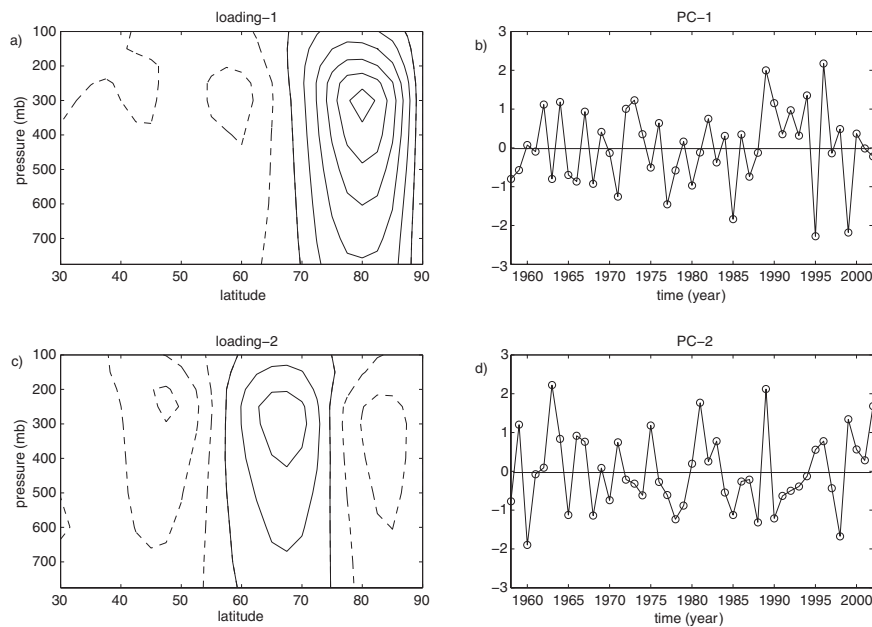 loading-1
a)
100
200
300
400
500
600
700
pressure (mb)
30 40 50 60 70 80 90
latitude
PC-1
b)
3
2
1
0
−1
−2
−3
1960 1965 1970 1975 1980 1985 1990 1995 2000
time (year)
loading-2
c)
100
200
300
400
500
600
700
pressure (mb)
30 40 50 60 70 80 90
latitude
PC-2
d)
3
2
1
0
−1
−2
−3
1960 1965 1970 1975 1980 1985 1990 1995 2000
time (year)